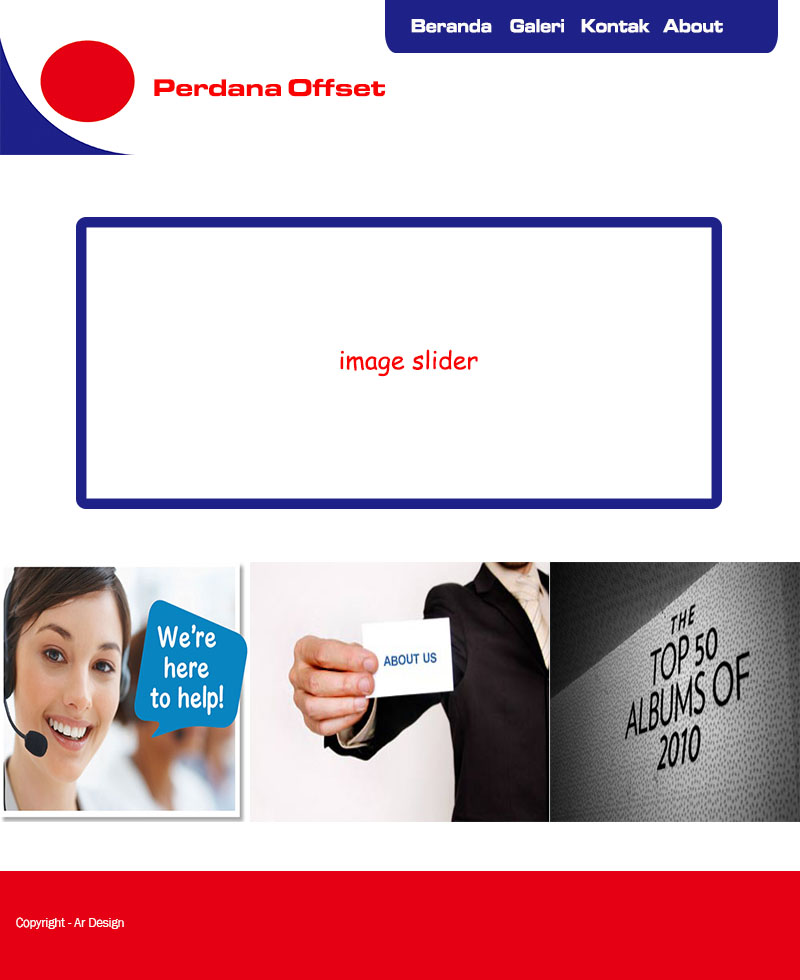 Beranda Galeri Kontak About
Perdana Offset
image slider
We're
here
to help!
ABOUT US
THE
TOP 50
ALBUMS OF
2010
Copyright - Ar Design